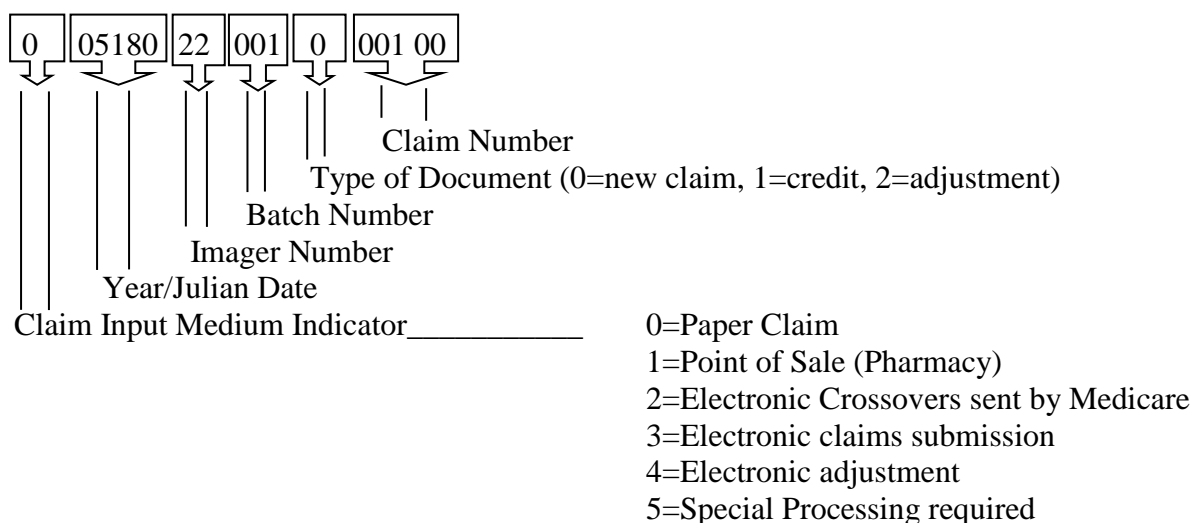 0 05180 22 001 0 001 00
Claim Number
Type of Document (0=new claim, 1=credit, 2=adjustment)
Batch Number
Imager Number
Year/Julian Date
Claim Input Medium Indicator___________ 0=Paper Claim
1=Point of Sale (Pharmacy)
2=Electronic Crossovers sent by Medicare
3=Electronic claims submission
4=Electronic adjustment
5=Special Processing required